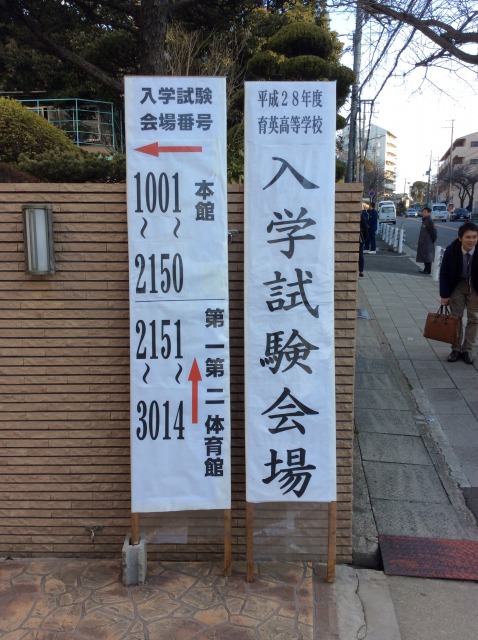 平成28年度
育英高等学校
入学試験会場
入学試験
会場番号
本館
1001
~
2150
第一第二体育館
2151
~
3014